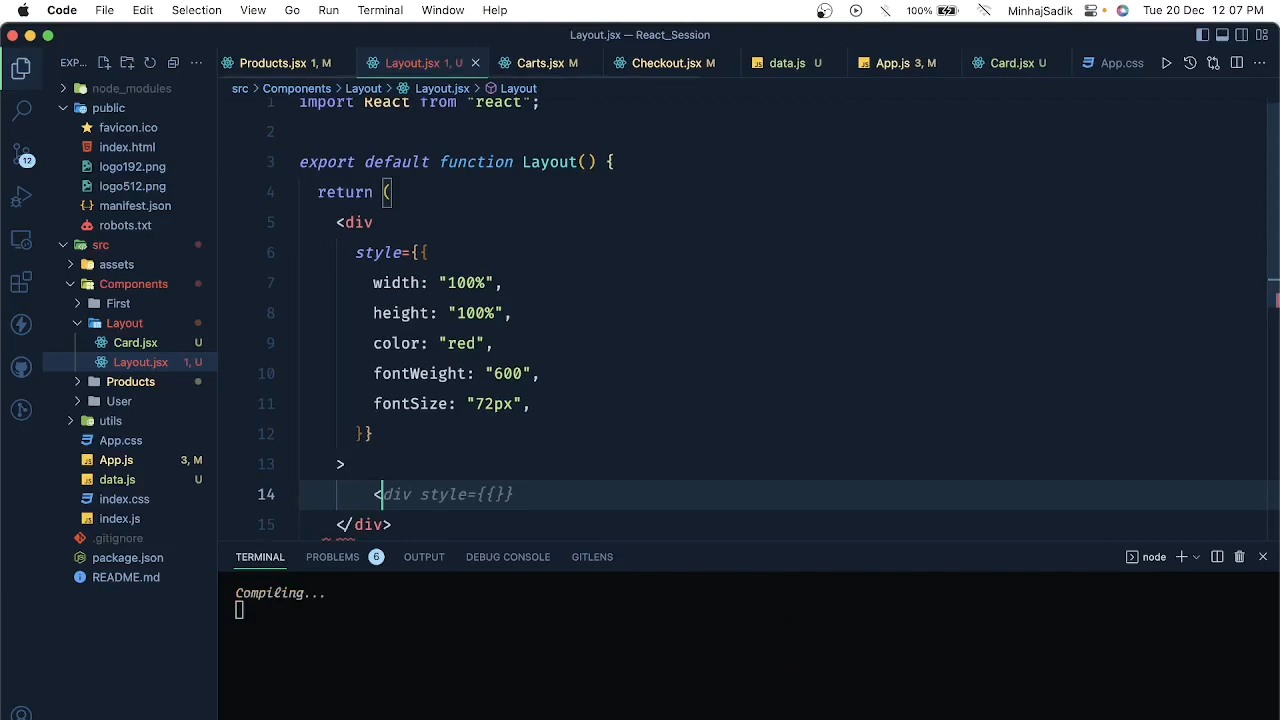 Code File Edit Selection View Go Run Terminal Window Help 100% MinhajSadik Tue 20 Dec 12:07 PM
Layout.jsx — React_Session
EXP... Products.jsx 1, M Layout.jsx 1, U Carts.jsx M Checkout.jsx M data.js U App.js 3, M Card.jsx U App.css
src > Components > Layout > Layout.jsx > Layout
node_modules
public
favicon.ico
index.html
logo192.png
logo512.png
manifest.json
robots.txt
src
assets
Components
First
Layout
Card.jsx U
Layout.jsx 1, U
Products
User
utils
App.css
App.js 3, M
data.js U
index.css
index.js
.gitignore
package.json
README.md
12
1 import React from "react";
2
3 export default function Layout() {
4 return (
5 <div
6 style={{
7 width: "100%",
8 height: "100%",
9 color: "red",
10 fontWeight: "600",
11 fontSize: "72px",
12 }}
13 >
14 <div style={{}}
15 </div>
TERMINAL PROBLEMS 6 OUTPUT DEBUG CONSOLE GITLENS node
Compiling...